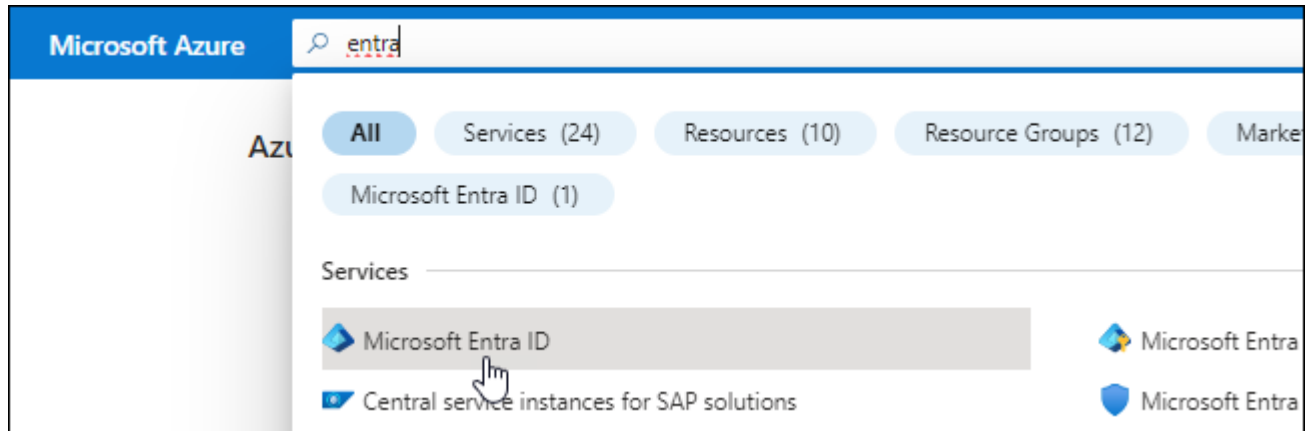 Microsoft Azure entra
Azu
All Services (24) Resources (10) Resource Groups (12) Marke
Microsoft Entra ID (1)
Services
Microsoft Entra ID Microsoft Entra
Central service instances for SAP solutions Microsoft Entra